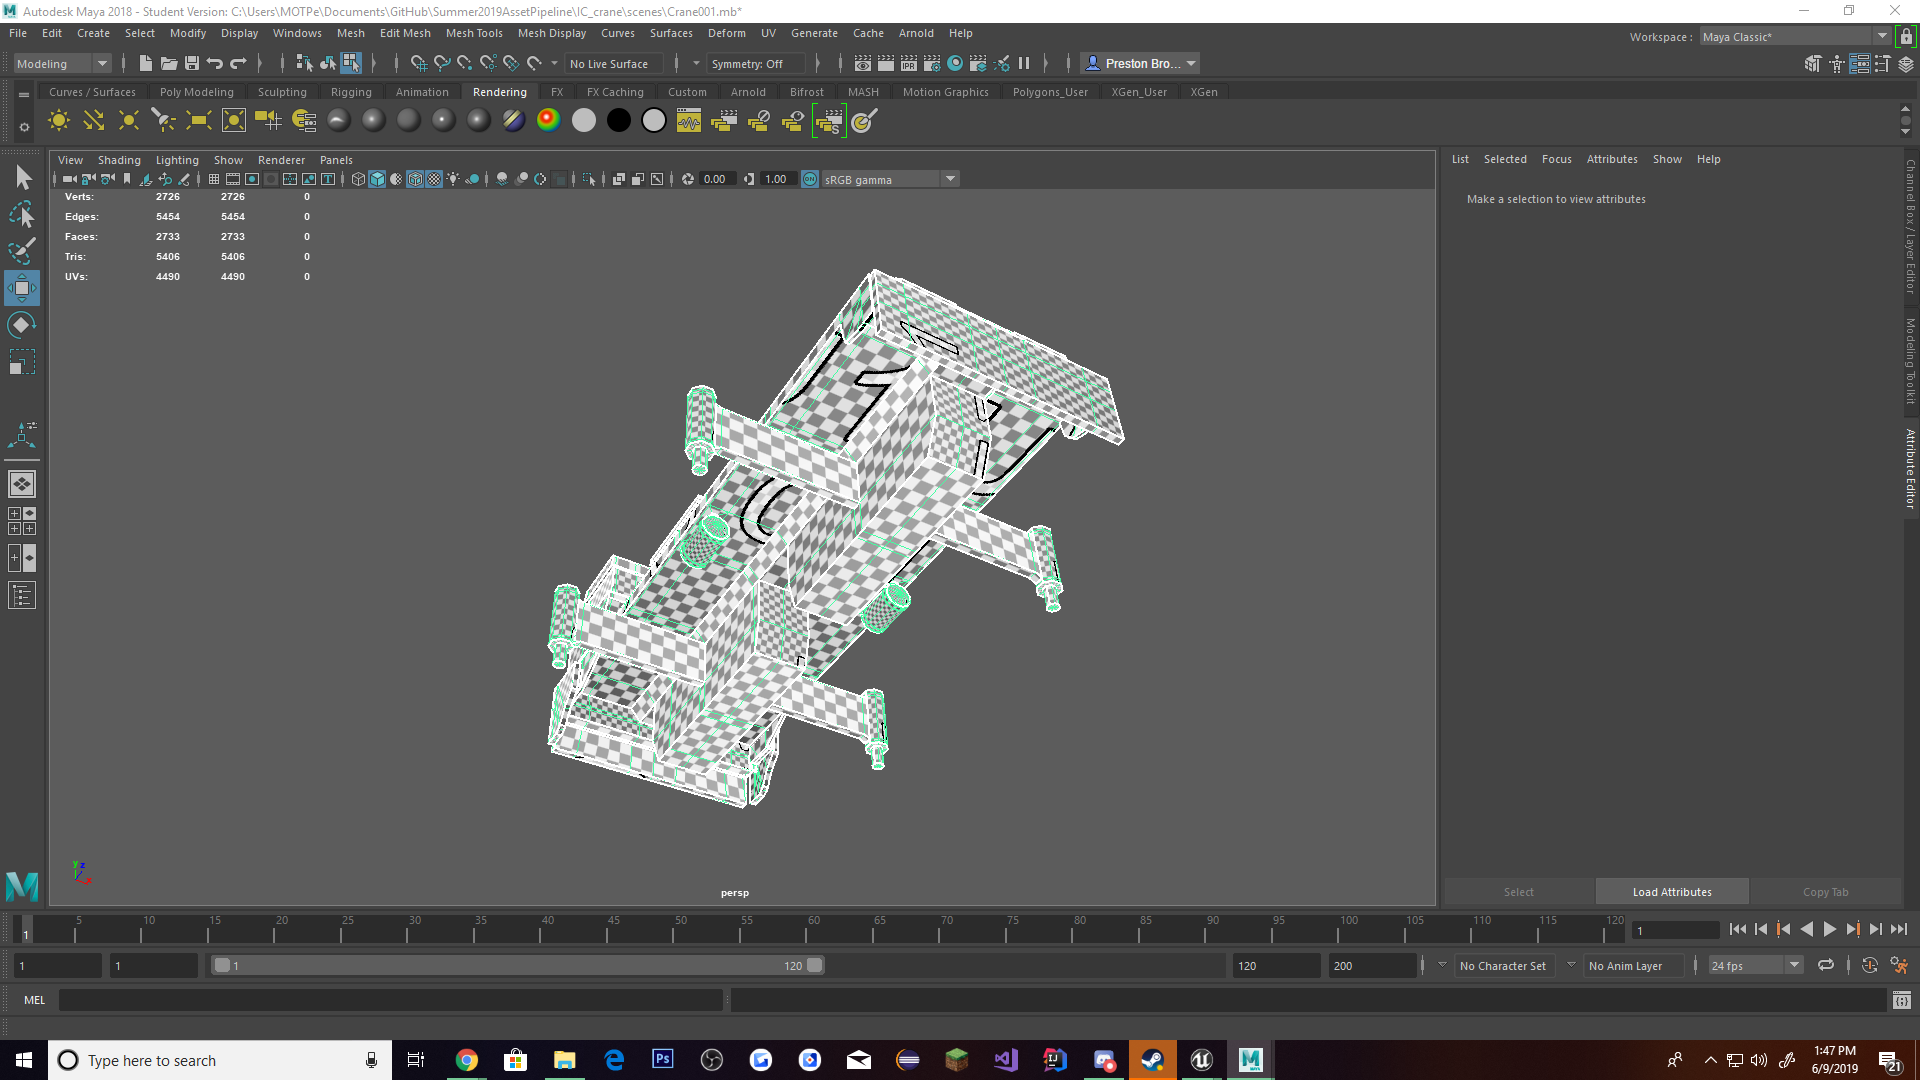 Autodesk Maya 2018 - Student Version: C:\Users\MOTPe\Documents\GitHub\Summer2019AssetPipeline\IC_crane\scenes\Crane001.mb*
File Edit Create Select Modify Display Windows Mesh Edit Mesh Mesh Tools Mesh Display Curves Surfaces Deform UV Generate Cache Arnold Help
Workspace : Maya Classic*
Modeling No Live Surface Symmetry: Off Preston Bro...
Curves / Surfaces Poly Modeling Sculpting Rigging Animation Rendering FX FX Caching Custom Arnold Bifrost MASH Motion Graphics Polygons_User XGen_User XGen
View Shading Lighting Show Renderer Panels
0.00 1.00 sRGB gamma
Verts: 2726 2726 0
Edges: 5454 5454 0
Faces: 2733 2733 0
Tris: 5406 5406 0
UVs: 4490 4490 0
persp
List Selected Focus Attributes Show Help
Make a selection to view attributes
Channel Box / Layer Editor
Modeling Toolkit
Attribute Editor
Select Load Attributes Copy Tab
1 5 10 15 20 25 30 35 40 45 50 55 60 65 70 75 80 85 90 95 100 105 110 115 120 1
1 1 1 120 120 200 No Character Set No Anim Layer 24 fps
MEL
Type here to search
1:47 PM
6/9/2019
21